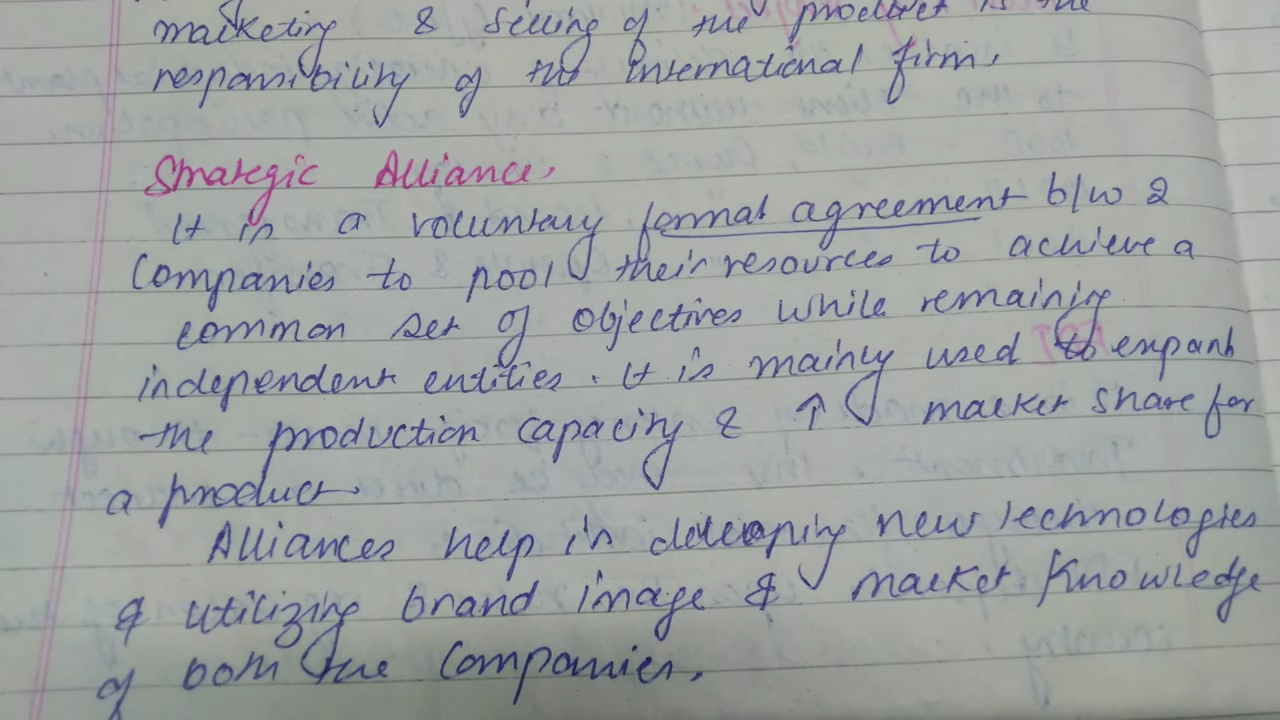 marketing & selling of the product is the
responsibility of the international firm.
Strategic Alliance.
It is a voluntary formal agreement b/w 2
Companies to pool their resources to achieve a
common set of objectives while remaining
independent entities. It is mainly used to expand
the production capacity & ↑ market share for
a product.
Alliances help in developing new technologies
& utilizing brand image & market knowledge
of both the Companies.